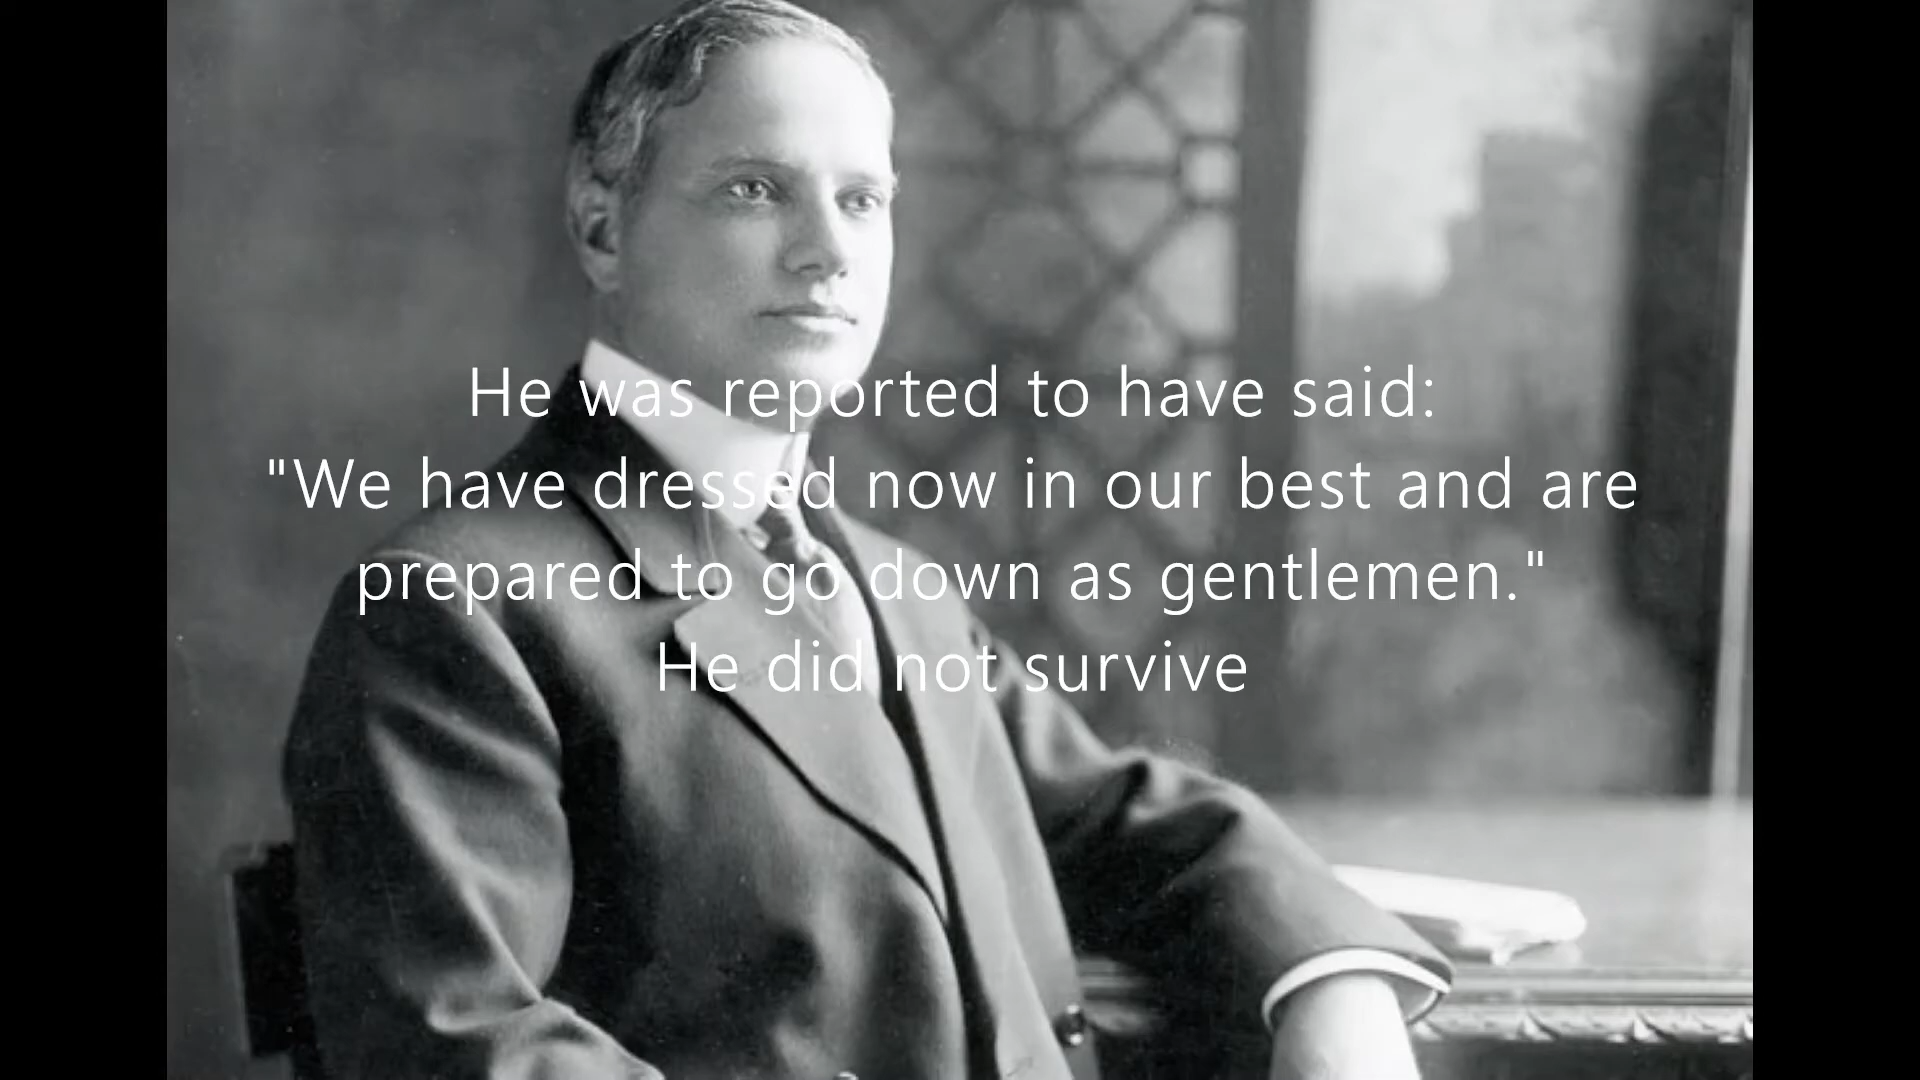 He was reported to have said:
"We have dressed now in our best and are
prepared to go down as gentlemen."
He did not survive